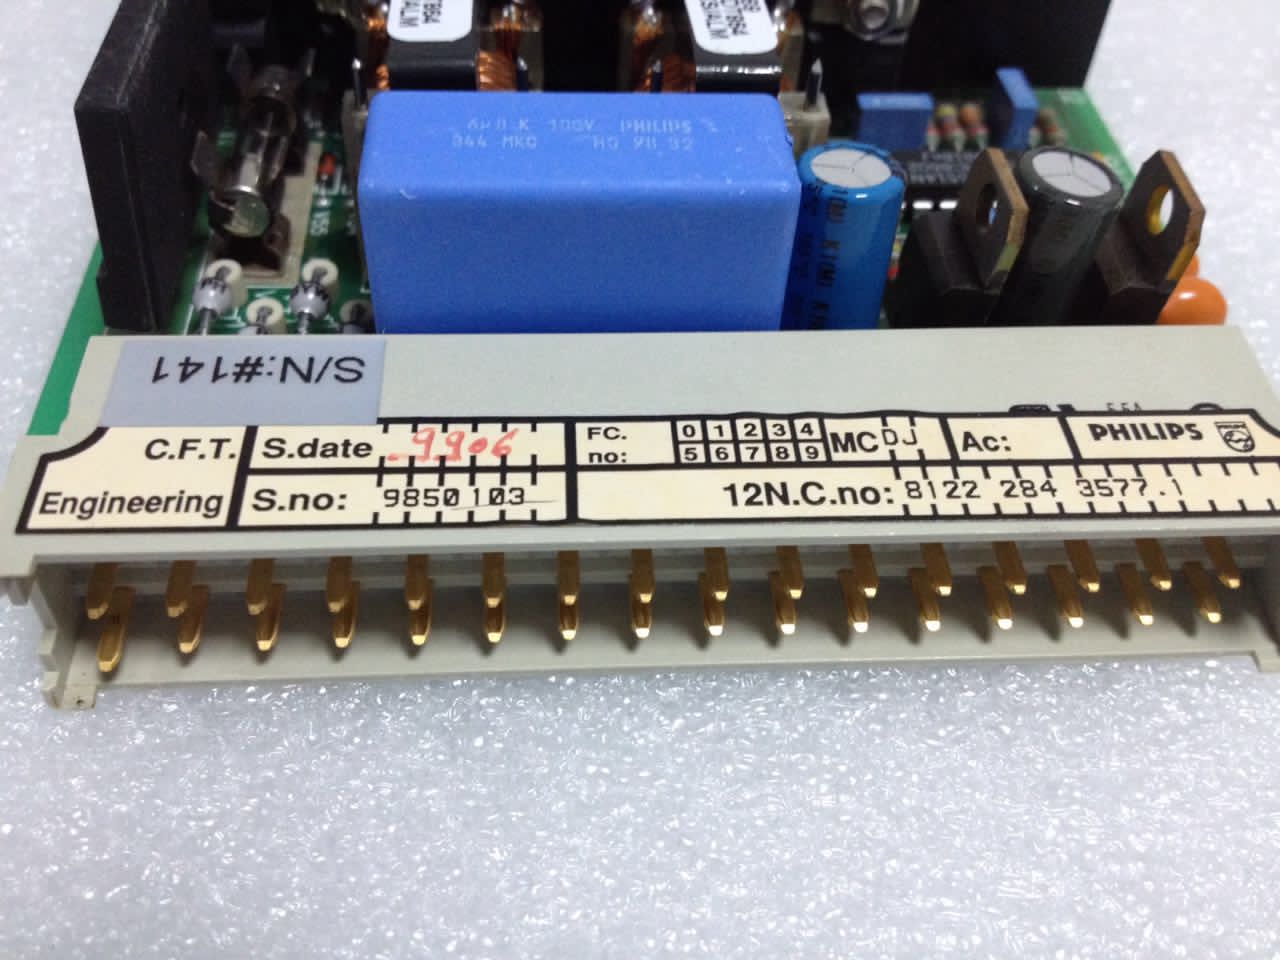 100V PHILIPS
344 MKC
S/N:#141
C.F.T.
Engineering
S.date 9906
FC.
no:
0 1 2 3 4
5 6 7 8 9
MC DJ
Ac:
PHILIPS
S.no: 9850103
12N.C.no: 8122 284 3577.1